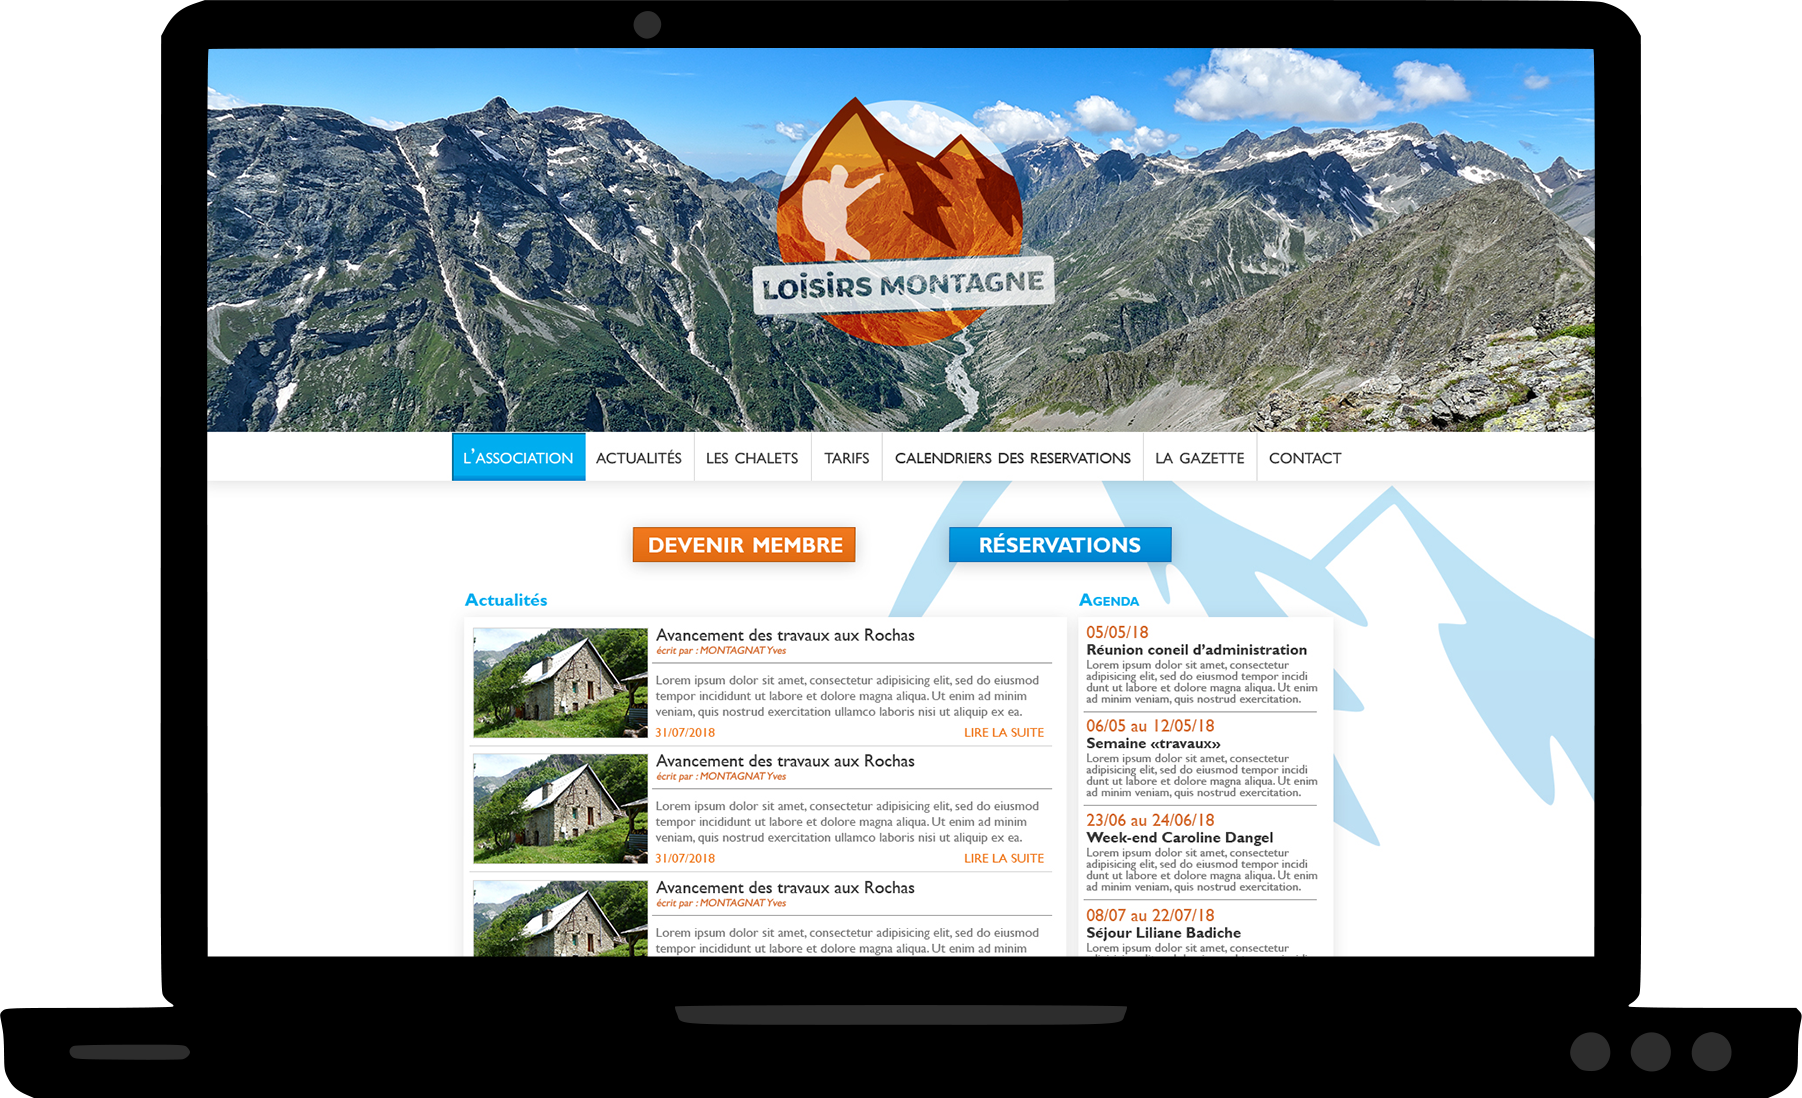 LOISIRS MONTAGNE
L'ASSOCIATION
ACTUALITÉS
LES CHALETS
TARIFS
CALENDRIERS DES RESERVATIONS
LA GAZETTE
CONTACT
DEVENIR MEMBRE
RÉSERVATIONS
Actualités
Avancement des travaux aux Rochas
écrit par : MONTAGNAT Yves
Lorem ipsum dolor sit amet, consectetur adipisicing elit, sed do eiusmod
tempor incididunt ut labore et dolore magna aliqua. Ut enim ad minim
veniam, quis nostrud exercitation ullamco laboris nisi ut aliquip ex ea.
31/07/2018
LIRE LA SUITE
Avancement des travaux aux Rochas
écrit par : MONTAGNAT Yves
Lorem ipsum dolor sit amet, consectetur adipisicing elit, sed do eiusmod
tempor incididunt ut labore et dolore magna aliqua. Ut enim ad minim
veniam, quis nostrud exercitation ullamco laboris nisi ut aliquip ex ea.
31/07/2018
LIRE LA SUITE
Avancement des travaux aux Rochas
écrit par : MONTAGNAT Yves
Lorem ipsum dolor sit amet, consectetur adipisicing elit, sed do eiusmod
tempor incididunt ut labore et dolore magna aliqua. Ut enim ad minim
AGENDA
05/05/18
Réunion coneil d'administration
Lorem ipsum dolor sit amet, consectetur
adipisicing elit, sed do eiusmod tempor incidi
dunt ut labore et dolore magna aliqua. Ut enim
ad minim veniam, quis nostrud exercitation.
06/05 au 12/05/18
Semaine «travaux»
Lorem ipsum dolor sit amet, consectetur
adipisicing elit, sed do eiusmod tempor incidi
dunt ut labore et dolore magna aliqua. Ut enim
ad minim veniam, quis nostrud exercitation.
23/06 au 24/06/18
Week-end Caroline Dangel
Lorem ipsum dolor sit amet, consectetur
adipisicing elit, sed do eiusmod tempor incidi
dunt ut labore et dolore magna aliqua. Ut enim
ad minim veniam, quis nostrud exercitation.
08/07 au 22/07/18
Séjour Liliane Badiche
Lorem ipsum dolor sit amet, consectetur